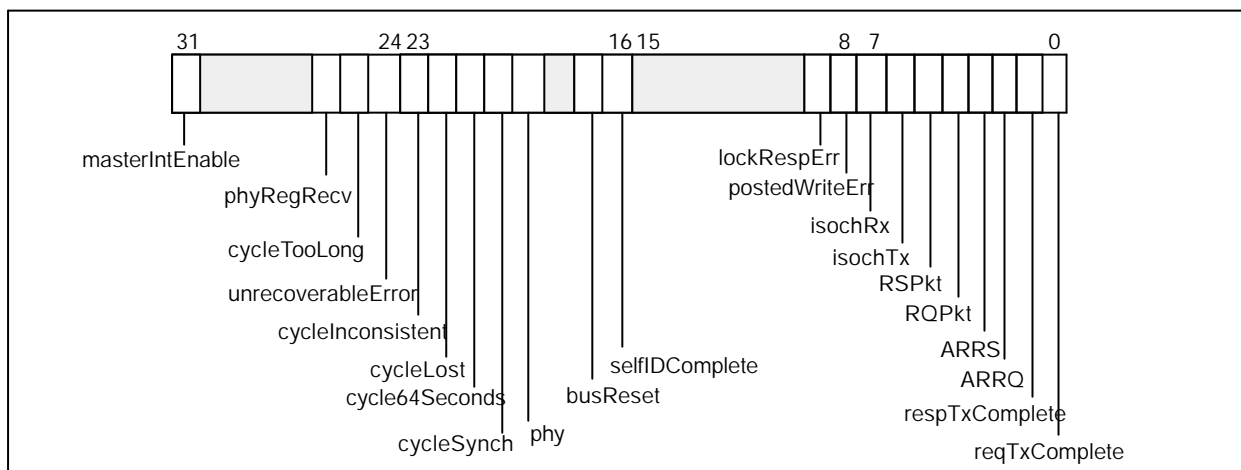 31 24 23 16 15 8 7 0
masterIntEnable
lockRespErr
phyRegRecv
postedWriteErr
isochRx
cycleTooLong
isochTx
RSPkt
unrecoverableError
RQPkt
cycleInconsistent
ARRS
cycleLost
selfIDComplete
ARRQ
cycle64Seconds
busReset
respTxComplete
cycleSynch
phy
reqTxComplete